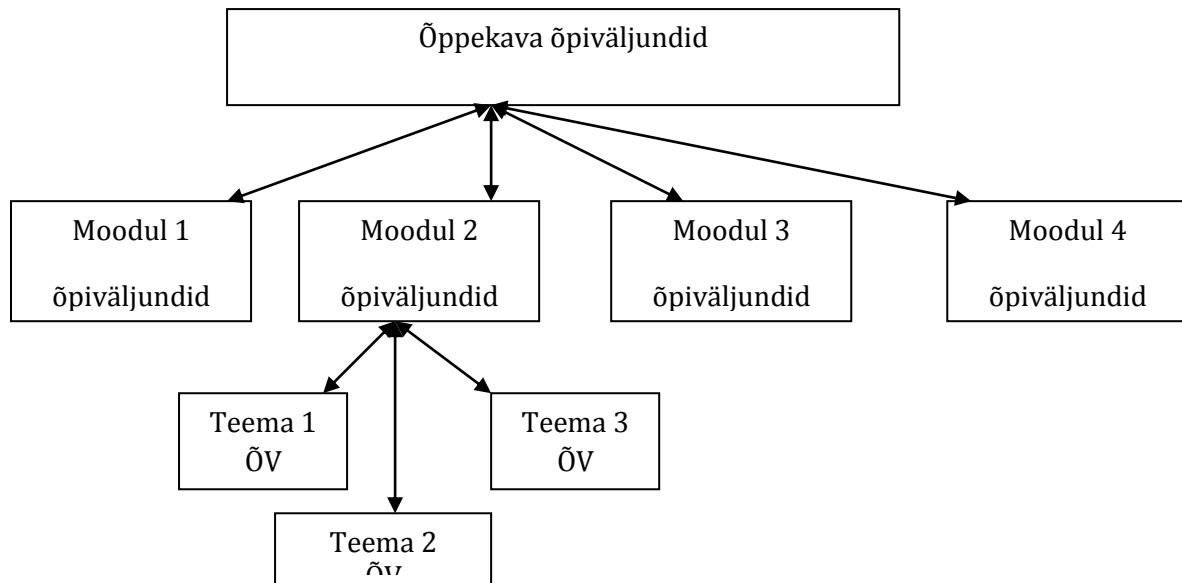 Õppekava õpiväljundid
Moodul 1
õpiväljundid
Moodul 2
õpiväljundid
Moodul 3
õpiväljundid
Moodul 4
õpiväljundid
Teema 1
ÕV
Teema 3
ÕV
Teema 2
ÕV